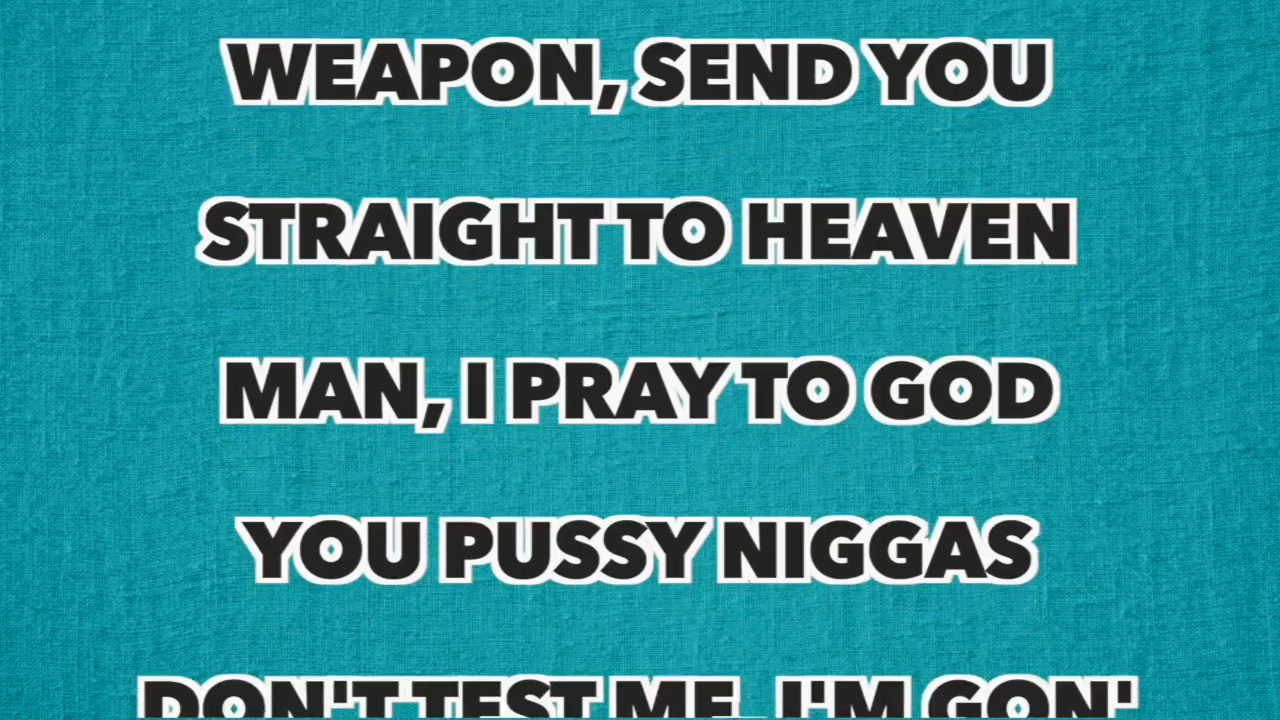 WEAPON, SEND YOU
STRAIGHT TO HEAVEN
MAN, I PRAY TO GOD
YOU PUSSY NIGGAS
DON'T TEST ME, I'M GON'